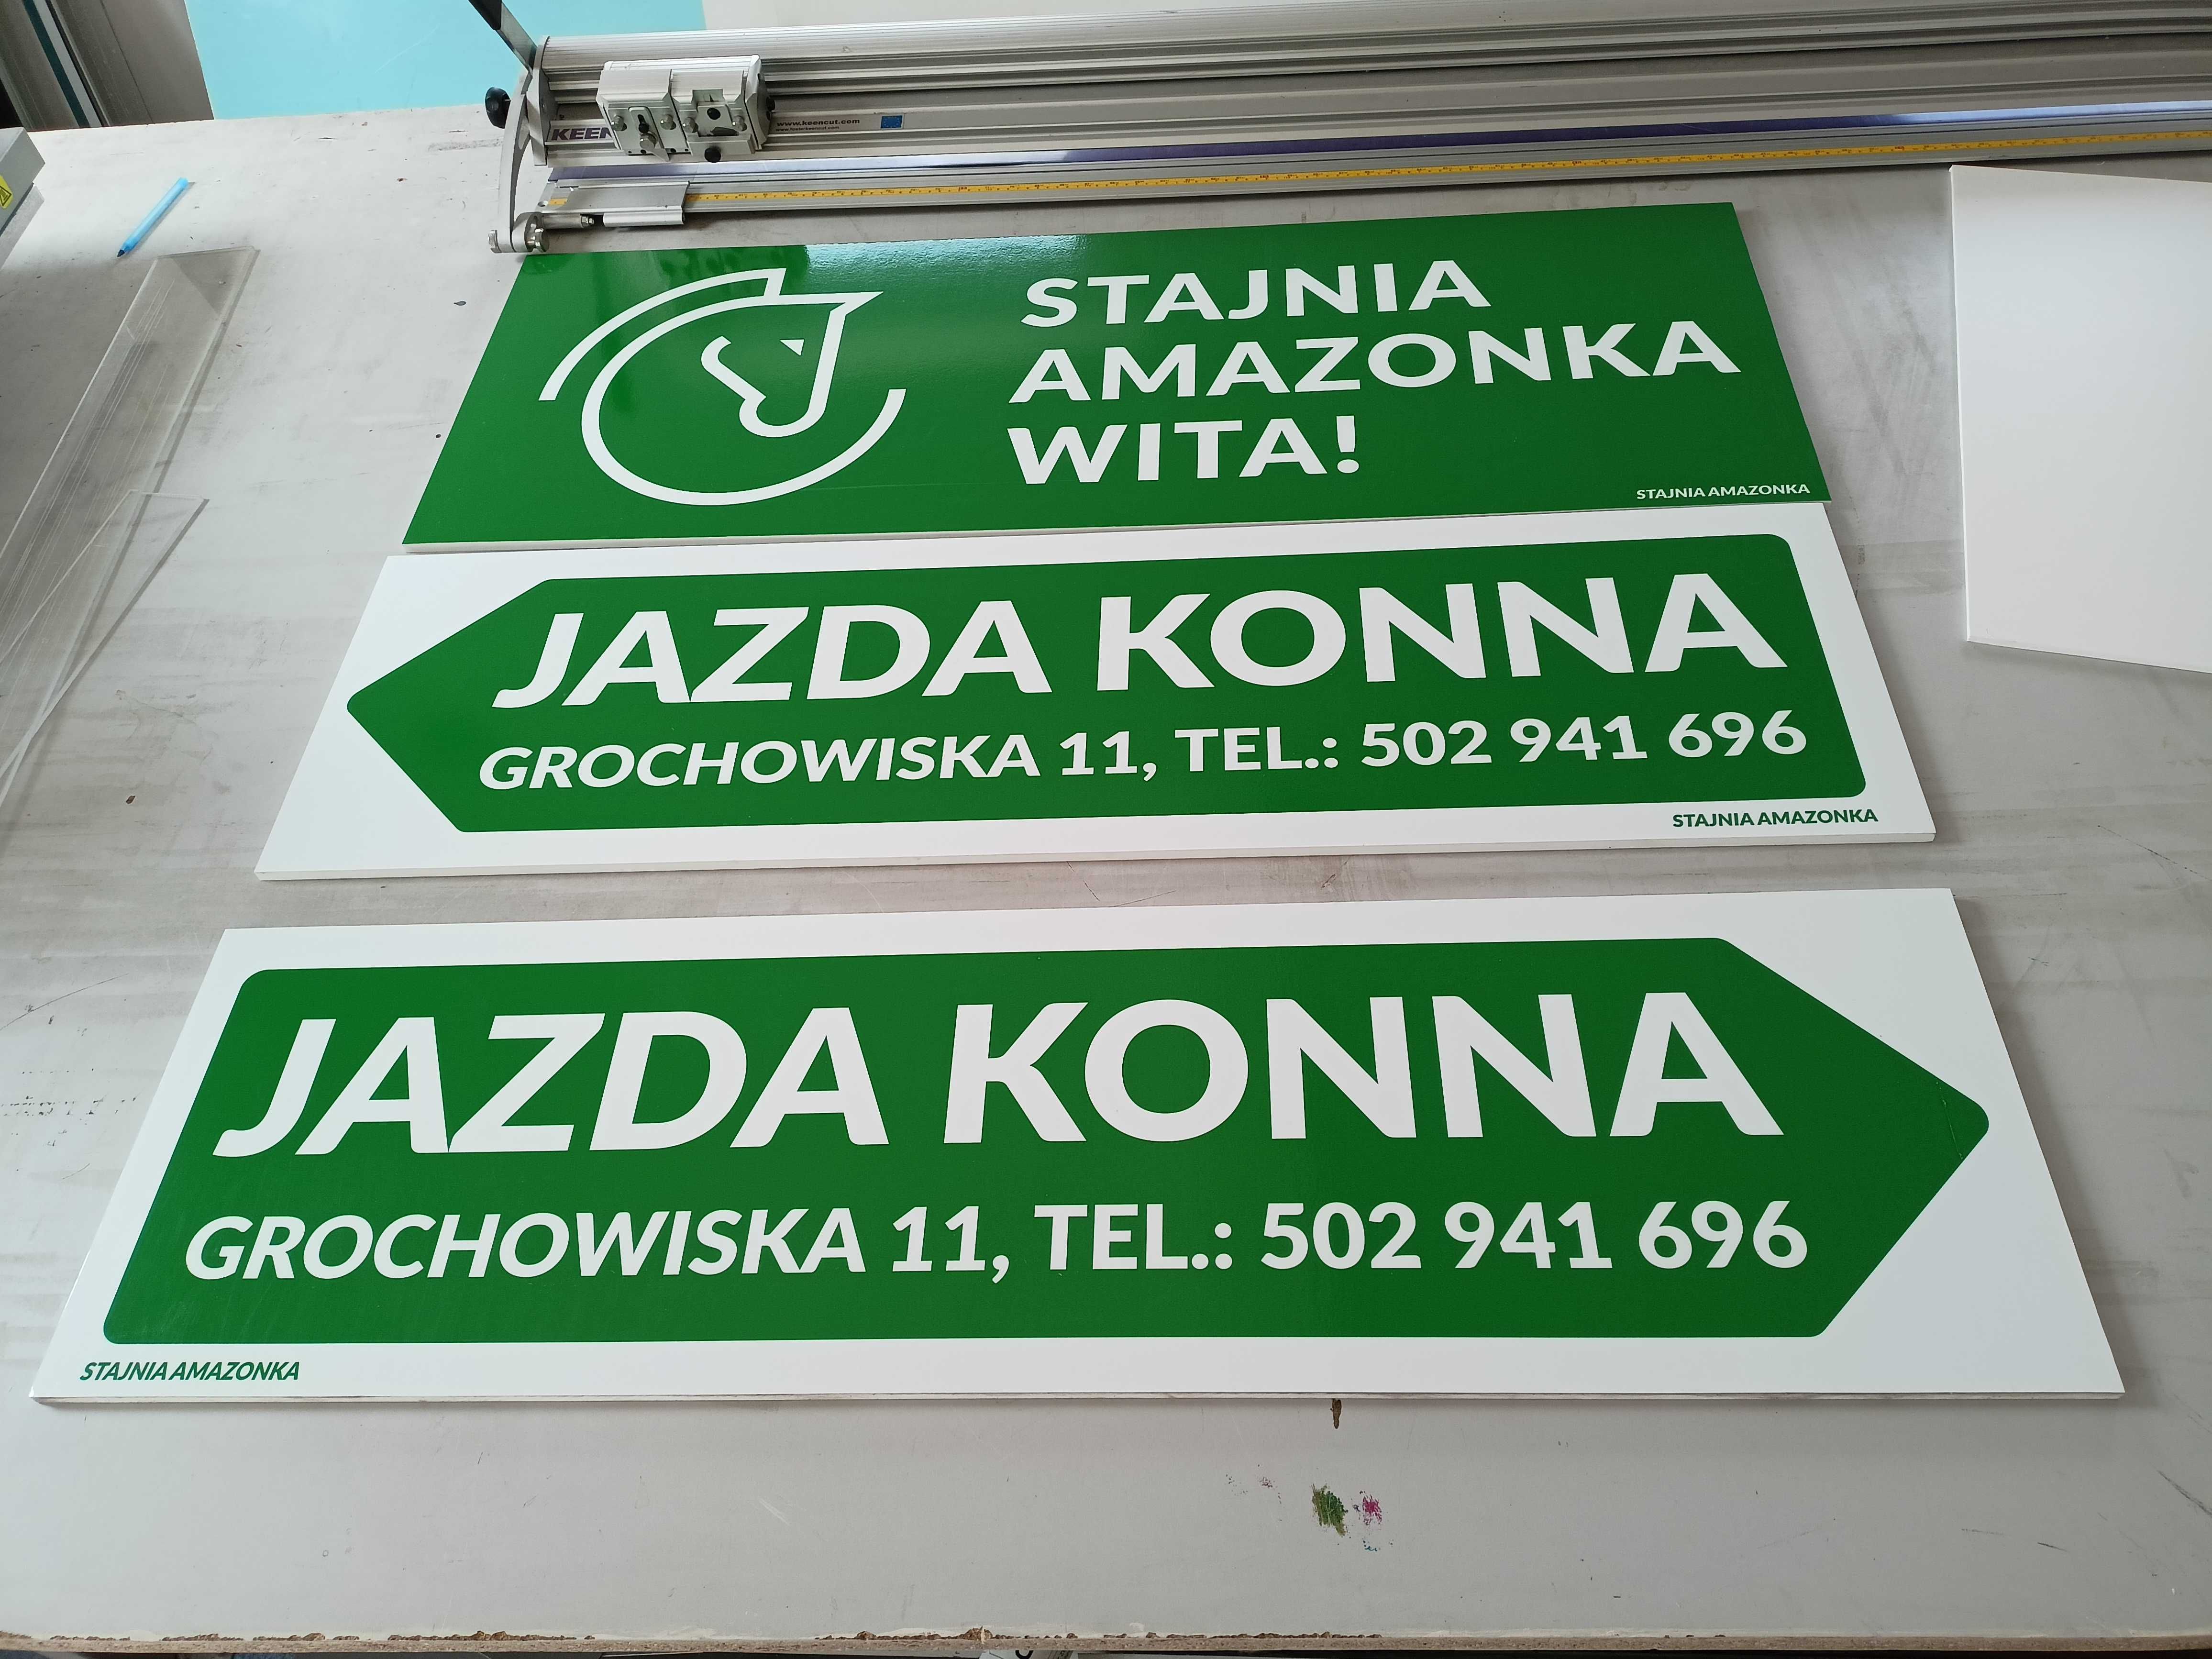 KEEN
www.keencut.com
STAJNIA
AMAZONKA
WITA!
STAJNIA AMAZONKA
JAZDA KONNA
GROCHOWISKA 11, TEL.: 502 941 696
STAJNIA AMAZONKA
JAZDA KONNA
GROCHOWISKA 11, TEL.: 502 941 696
STAJNIA AMAZONKA